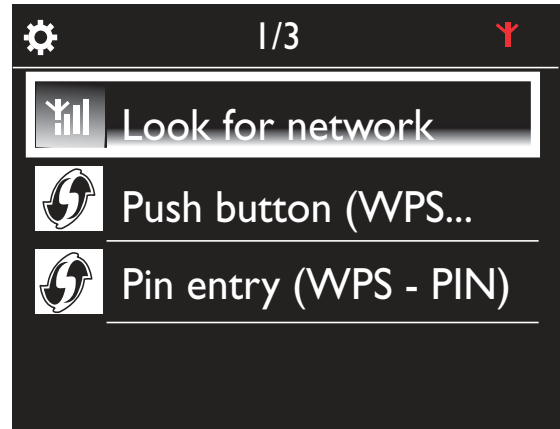 1/3
Look for network
Push button (WPS...
Pin entry (WPS - PIN)